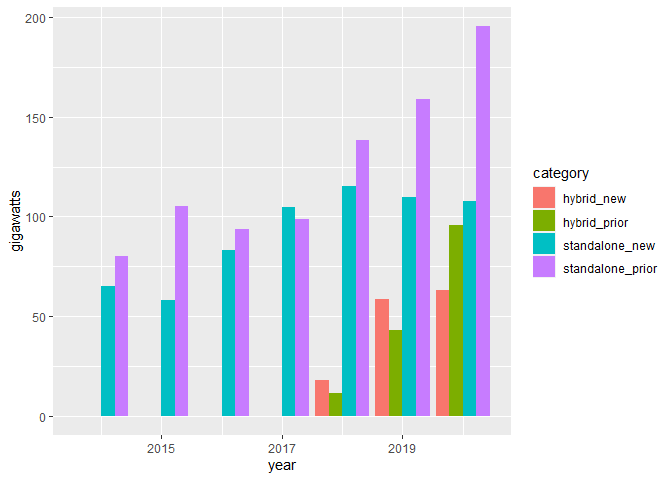 200
150
100
50
0
gigawatts
2015
2017
2019
year
category
hybrid_new
hybrid_prior
standalone_new
standalone_prior